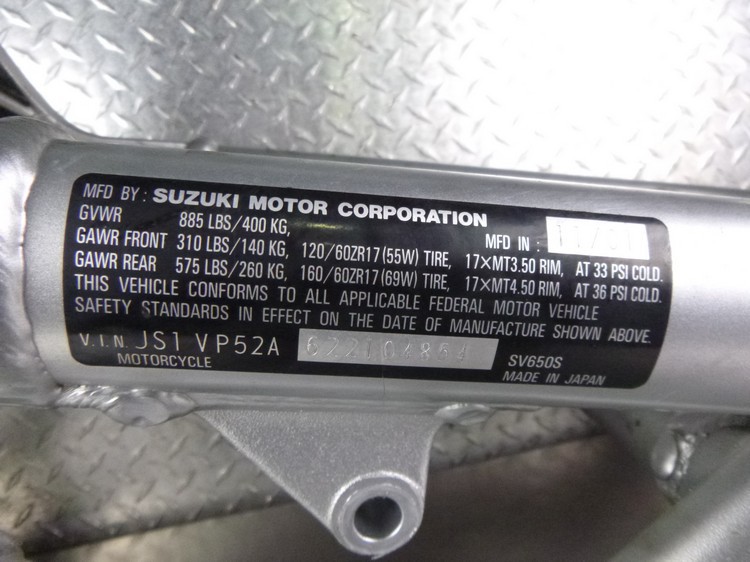 MFD BY: SUZUKI MOTOR CORPORATION
GVWR 885 LBS/400 KG, MFD IN: 11/01
GAWR FRONT 310 LBS/140 KG, 120/60ZR17(55W) TIRE, 17×MT3.50 RIM, AT 33 PSI COLD.
GAWR REAR 575 LBS/260 KG, 160/60ZR17(69W) TIRE, 17×MT4.50 RIM, AT 36 PSI COLD.
THIS VEHICLE CONFORMS TO ALL APPLICABLE FEDERAL MOTOR VEHICLE
SAFETY STANDARDS IN EFFECT ON THE DATE OF MANUFACTURE SHOWN ABOVE.
V.I.N. JS1VP52A SV650S
MOTORCYCLE MADE IN JAPAN